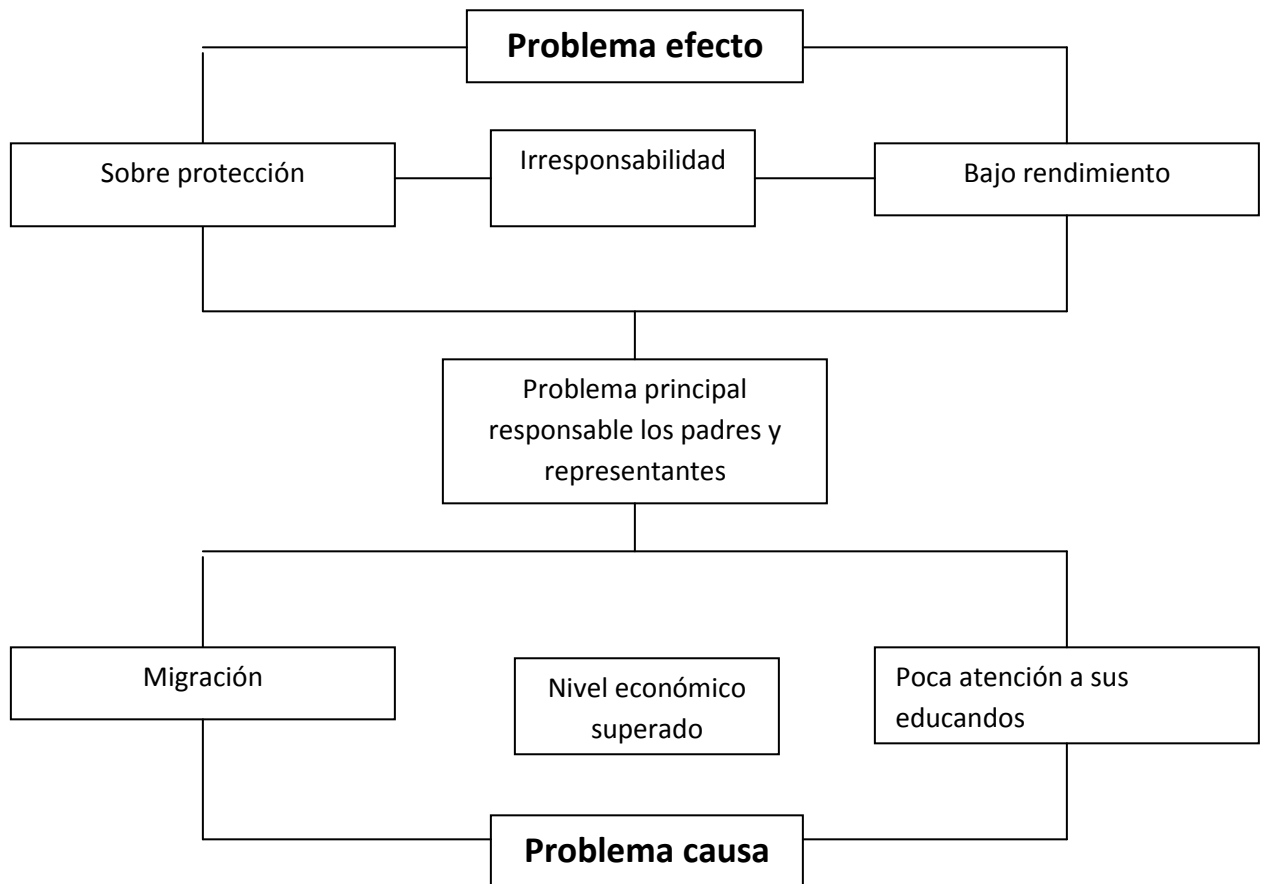 Problema efecto
Sobre protección
Irresponsabilidad
Bajo rendimiento
Problema principal
responsable los padres y
representantes
Migración
Nivel económico
superado
Poca atención a sus
educandos
Problema causa